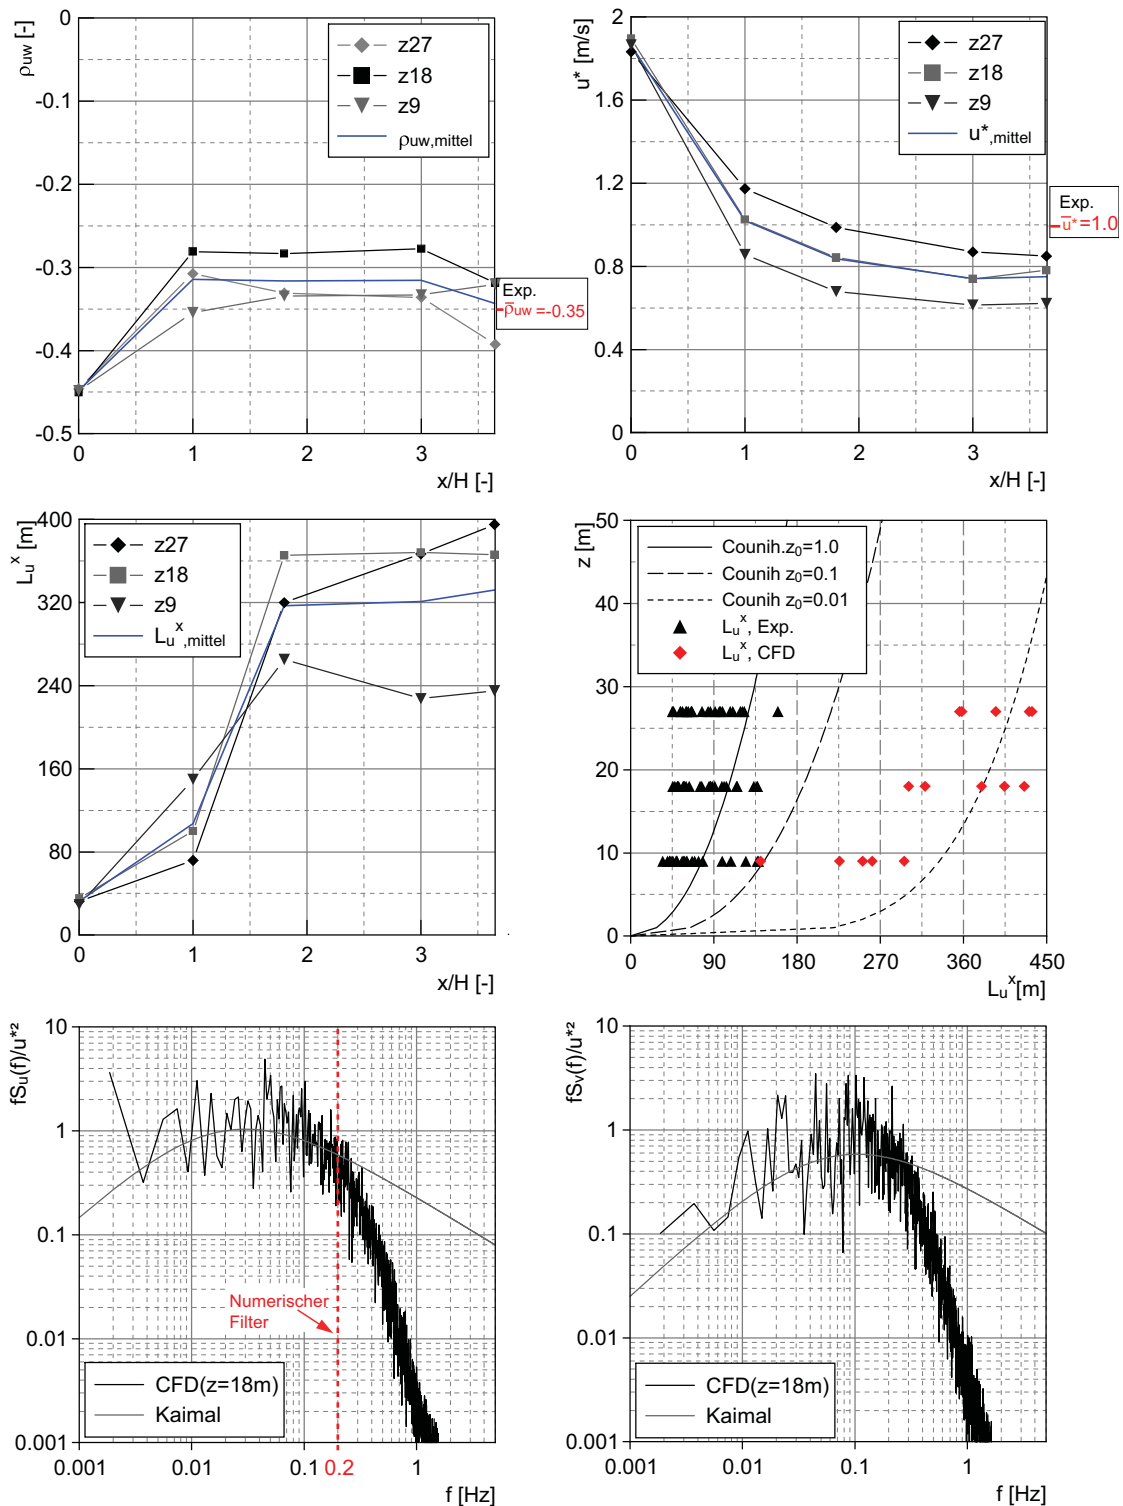 ρuw [-]
0
-0.1
-0.2
-0.3
-0.4
-0.5
0 1 2 3
x/H [-]
z27
z18
z9
ρuw,mittel
Exp.
ρ̅uw=-0.35
u* [m/s]
2
1.6
1.2
0.8
0.4
0
0 1 2 3
x/H [-]
z27
z18
z9
u*,mittel
Exp.
u̅*=1.0
Lux [m]
400
320
240
160
80
0
0 1 2 3
x/H [-]
z27
z18
z9
Lux,mittel
z [m]
50
40
30
20
10
0
0 90 180 270 360 450
Lux[m]
Counih.z0=1.0
Counih z0=0.1
Counih z0=0.01
Lux, Exp.
Lux, CFD
fSu(f)/u*²
10
1
0.1
0.01
0.001
0.001 0.01 0.1 0.2 1
f [Hz]
Numerischer
Filter
CFD(z=18m)
Kaimal
fSv(f)/u*²
10
1
0.1
0.01
0.001
0.001 0.01 0.1 1
f [Hz]
CFD(z=18m)
Kaimal